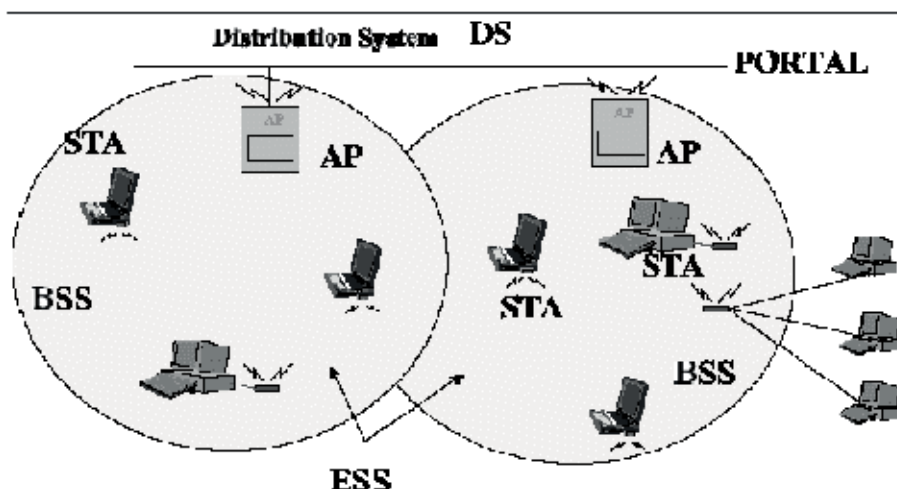 Distribution System DS
PORTAL
AP
AP
STA
AP
AP
STA
STA
BSS
BSS
ESS